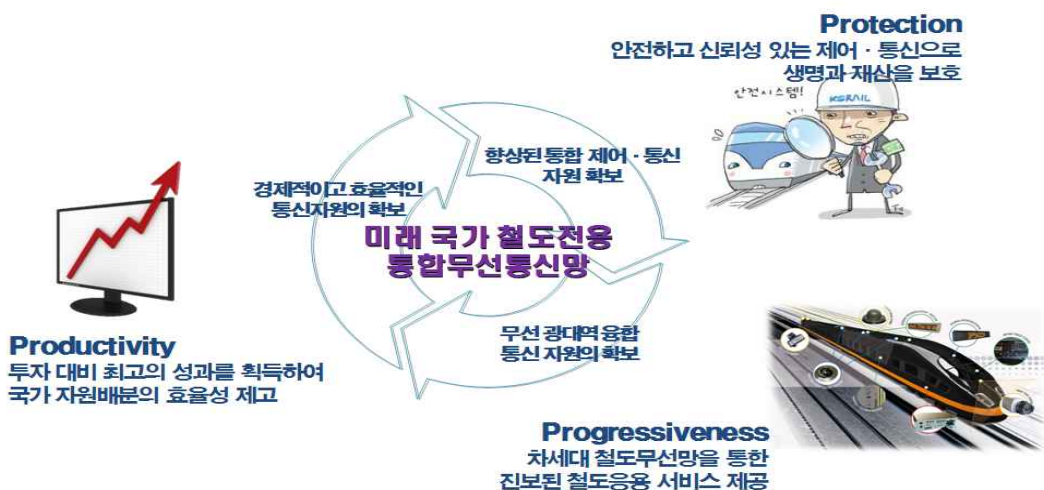 Protection
안전하고 신뢰성 있는 제어 · 통신으로
생명과 재산을 보호
안전시스템!
KSRAIL
향상된 통합 제어 · 통신
자원 확보
경제적이고 효율적인
통신자원의 확보
미래 국가 철도전용
통합무선통신망
무선 광대역 융합
통신 자원의 확보
Productivity
투자 대비 최고의 성과를 획득하여
국가 자원배분의 효율성 제고
Progressiveness
차세대 철도무선망을 통한
진보된 철도응용 서비스 제공